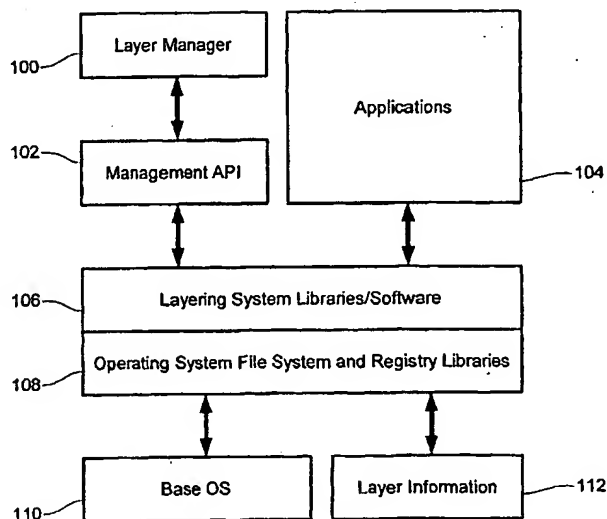 Layer Manager
100
Applications
102
Management API
104
106
Layering System Libraries/Software
Operating System File System and Registry Libraries
108
Base OS
Layer Information
110
112